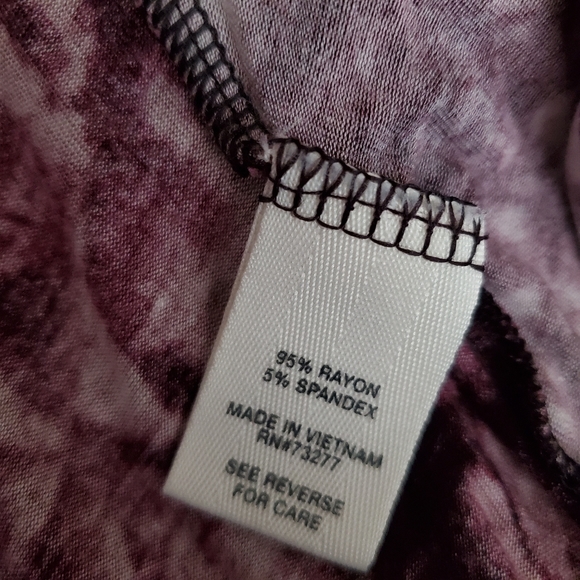 95% RAYON
5% SPANDEX
MADE IN VIETNAM
RN#73277
SEE REVERSE
FOR CARE